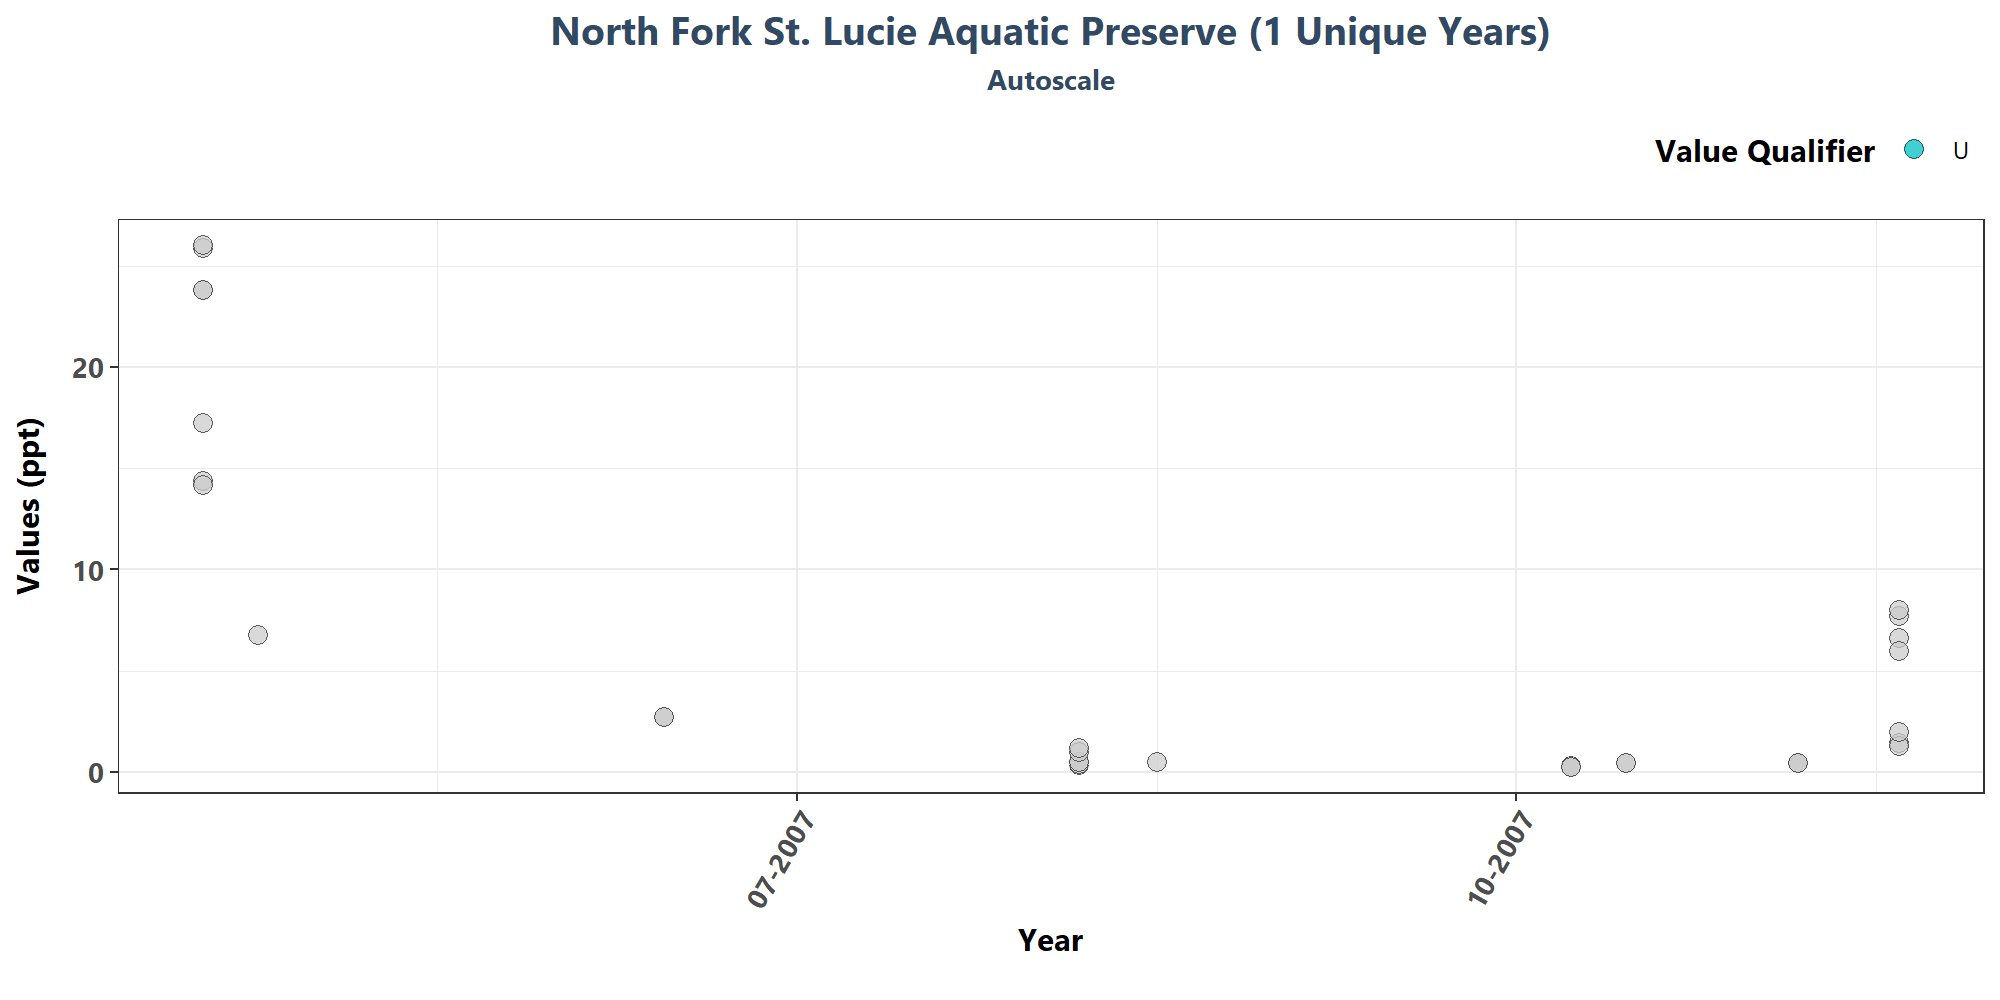 North Fork St. Lucie Aquatic Preserve (1 Unique Years)
Autoscale
Value Qualifier U
Values (ppt)
20
10
0
07-2007
10-2007
Year